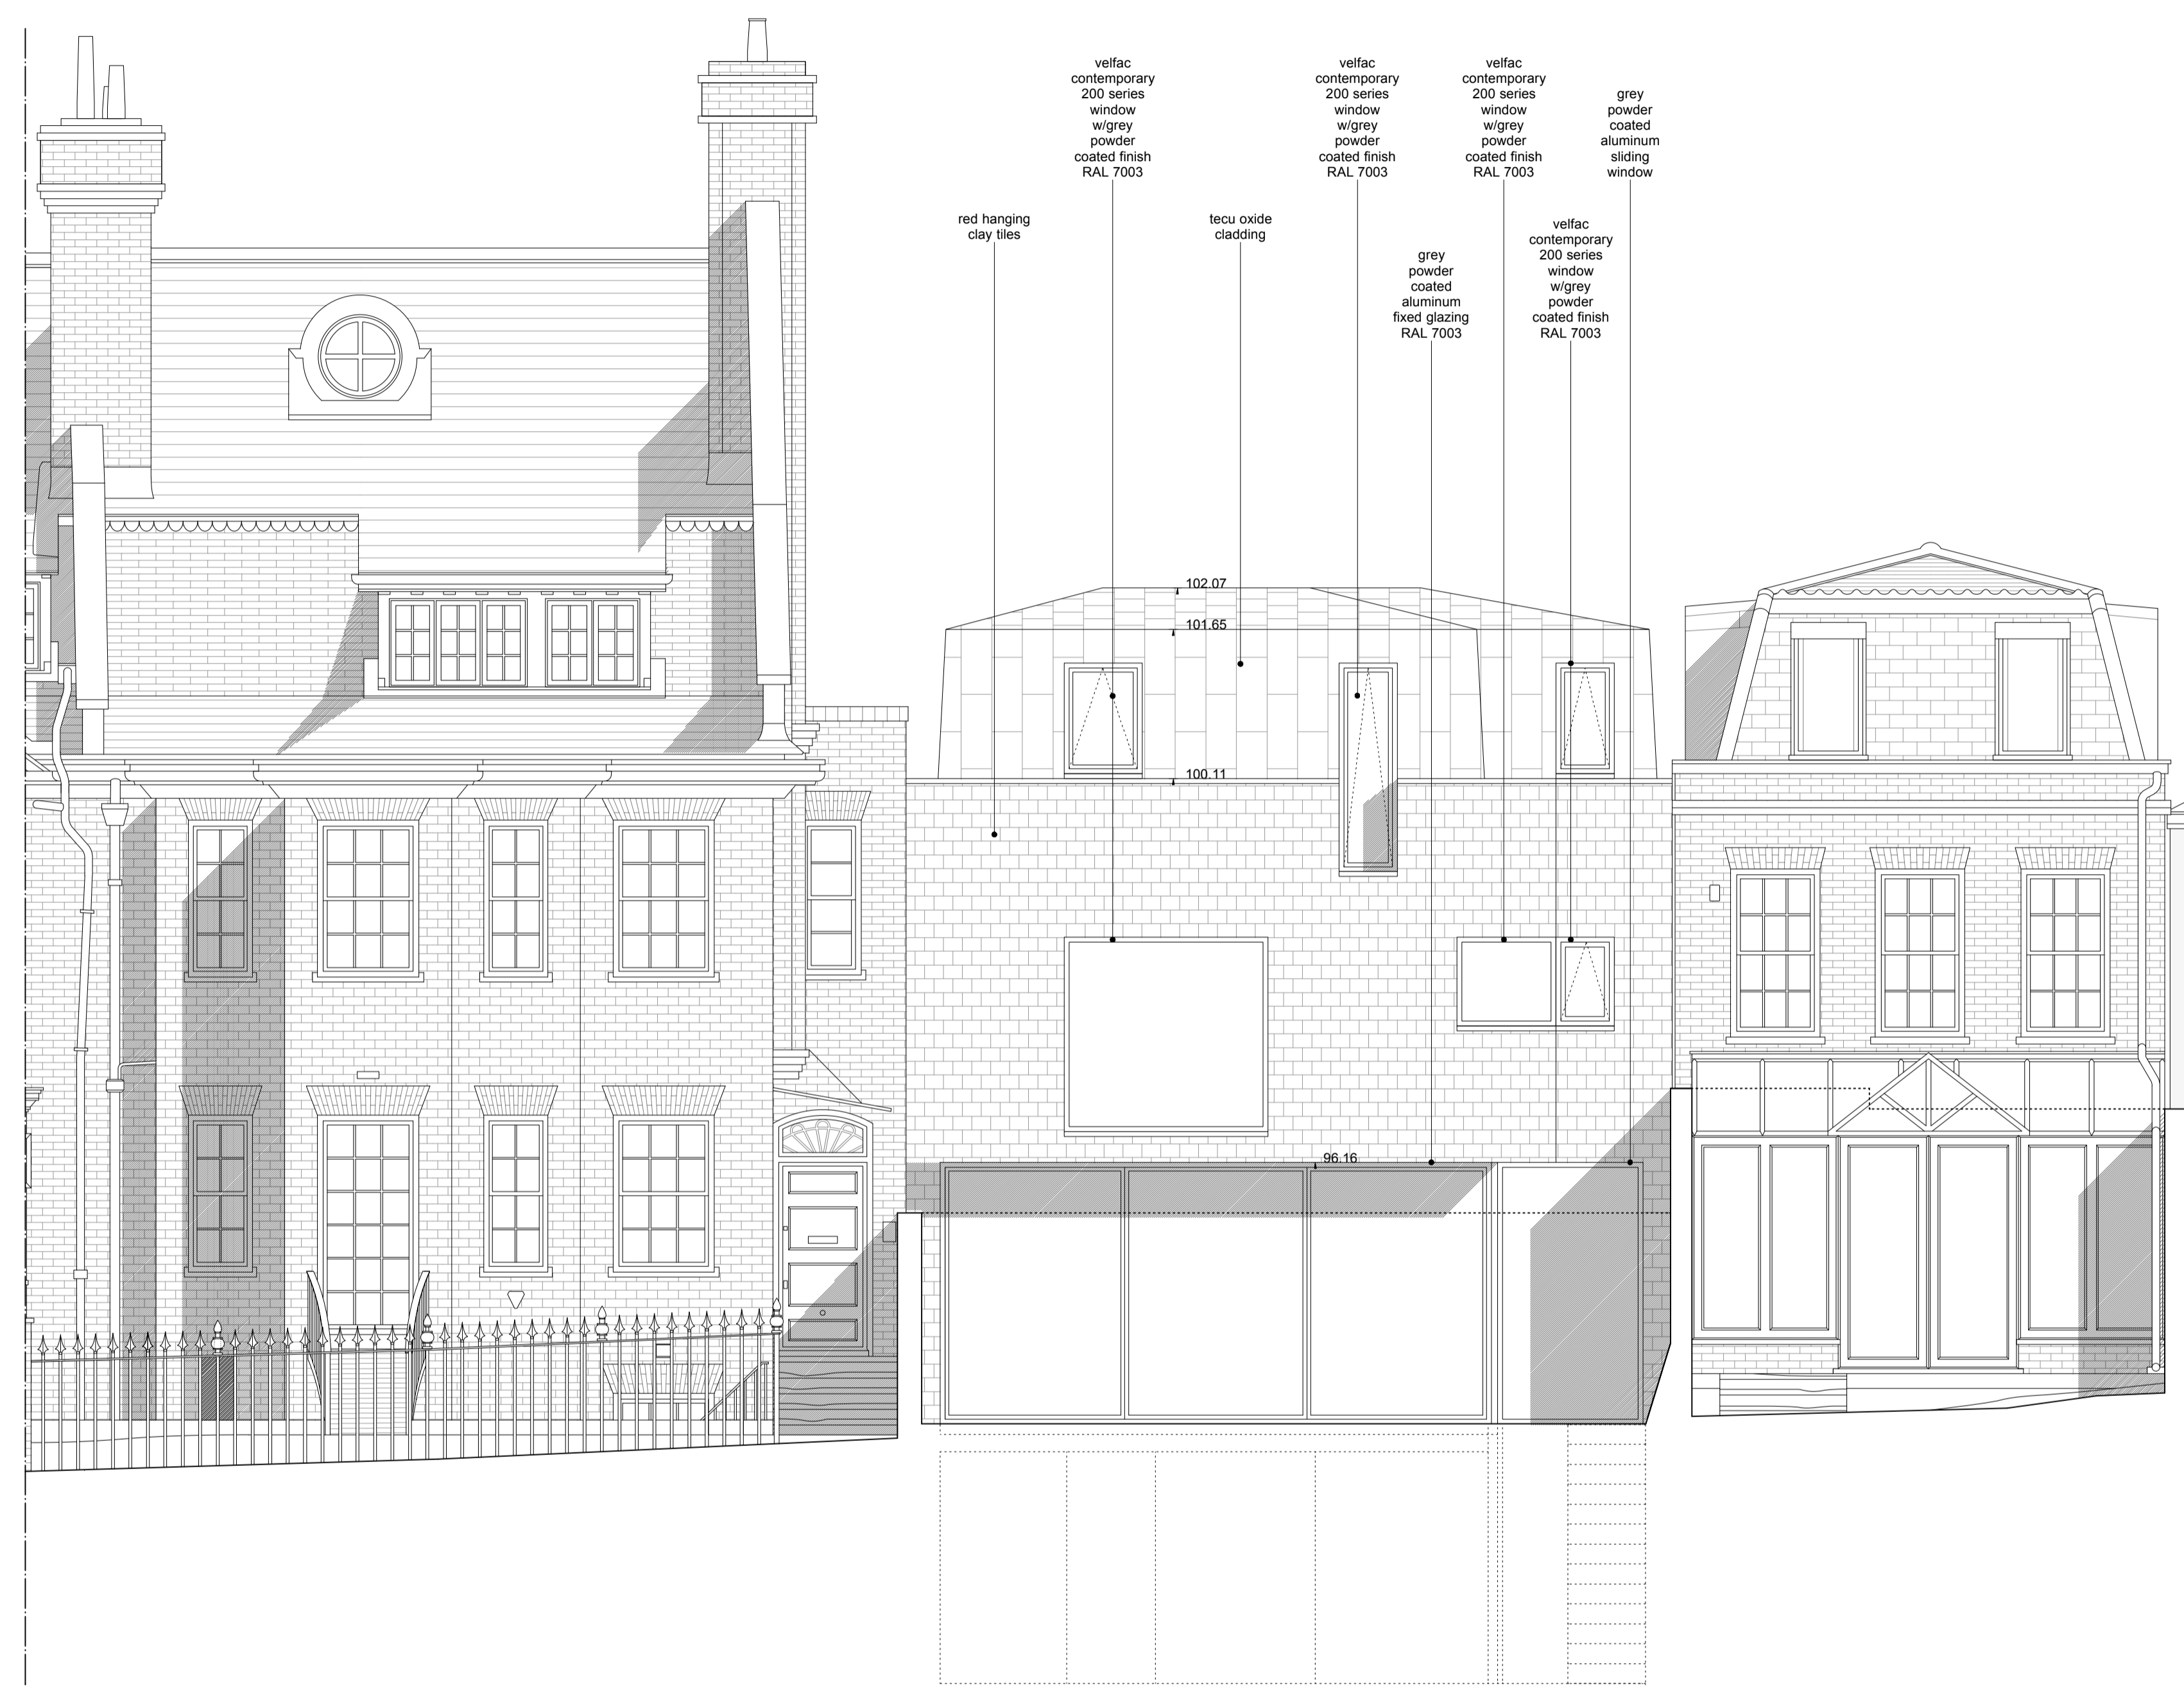 velfac
contemporary
200 series
window
w/grey
powder
coated finish
RAL 7003
velfac
contemporary
200 series
window
w/grey
powder
coated finish
RAL 7003
velfac
contemporary
200 series
window
w/grey
powder
coated finish
RAL 7003
grey
powder
coated
aluminum
sliding
window
red hanging
clay tiles
tecu oxide
cladding
grey
powder
coated
aluminum
fixed glazing
RAL 7003
velfac
contemporary
200 series
window
w/grey
powder
coated finish
RAL 7003
102.07
101.65
100.11
96.16